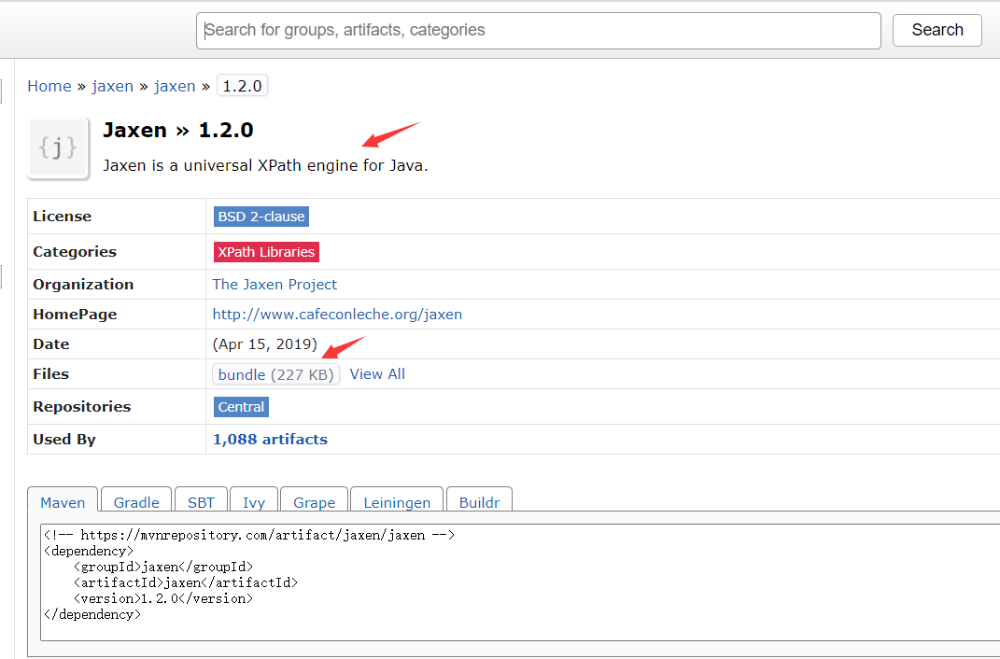 Search for groups, artifacts, categories
Search
Home » jaxen » jaxen » 1.2.0
{j}
Jaxen » 1.2.0
Jaxen is a universal XPath engine for Java.
License BSD 2-clause
Categories XPath Libraries
Organization The Jaxen Project
HomePage http://www.cafeconleche.org/jaxen
Date (Apr 15, 2019)
Files bundle (227 KB) View All
Repositories Central
Used By 1,088 artifacts
Maven Gradle SBT Ivy Grape Leiningen Buildr
<!-- https://mvnrepository.com/artifact/jaxen/jaxen -->
<dependency>
    <groupId>jaxen</groupId>
    <artifactId>jaxen</artifactId>
    <version>1.2.0</version>
</dependency>